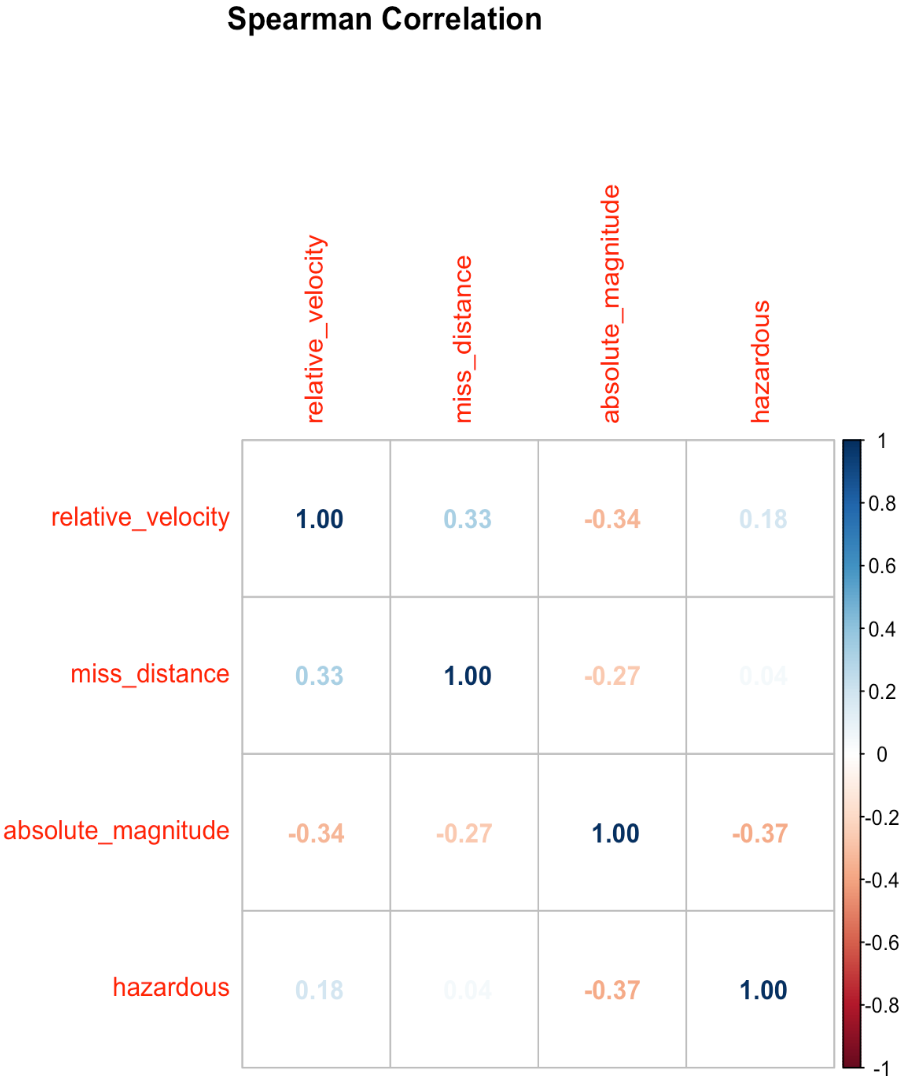 Spearman Correlation
relative_velocity
miss_distance
absolute_magnitude
hazardous
relative_velocity 1.00 0.33 -0.34 0.18
miss_distance 0.33 1.00 -0.27 0.04
absolute_magnitude -0.34 -0.27 1.00 -0.37
hazardous 0.18 0.04 -0.37 1.00
1
0.8
0.6
0.4
0.2
0
-0.2
-0.4
-0.6
-0.8
-1